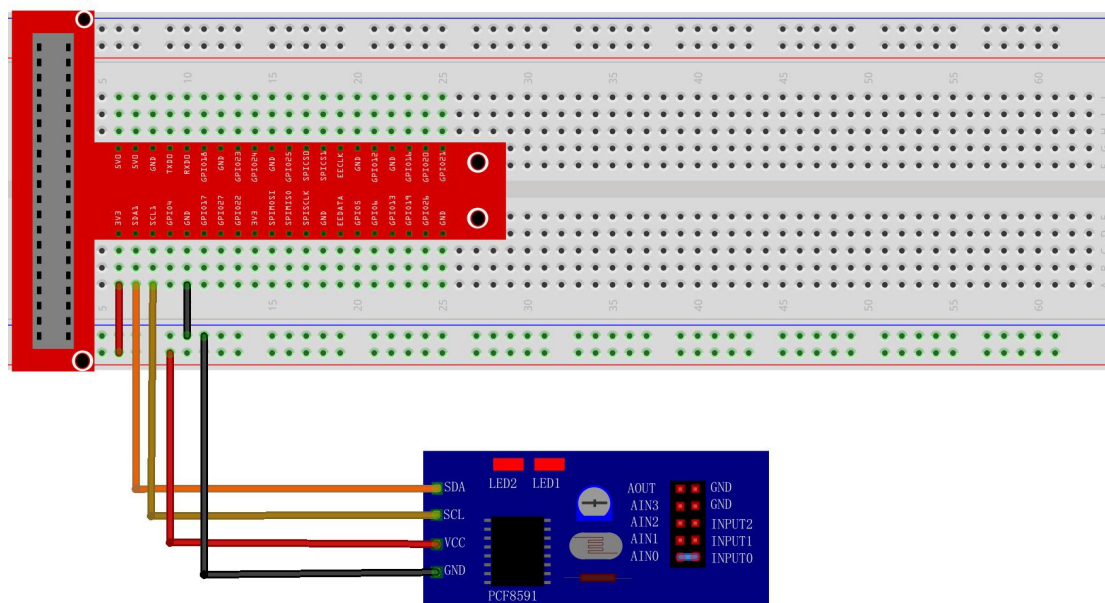 5 10 15 20 25 30 35 40 45 50 55 60
5V0
5V0
GND
TXD0
RXD0
GPIO18
GND
GPIO23
GPIO24
GND
GPIO25
SPICS0
SPICS1
EECLK
GND
GPIO12
GND
GPIO16
GPIO20
GPIO21
3V3
SDA1
SCL1
GPIO4
GND
GPIO17
GPIO27
GPIO22
3V3
SPIMOSI
SPIMISO
SPISCLK
GND
EEDATA
GPIO5
GPIO6
GPIO13
GPIO19
GPIO26
GND
5 10 15 20 25 30 35 40 45 50 55 60
LED2 LED1
SDA
SCL
VCC
GND
PCF8591
AOUT GND
AIN3 GND
AIN2 INPUT2
AIN1 INPUT1
AIN0 INPUT0